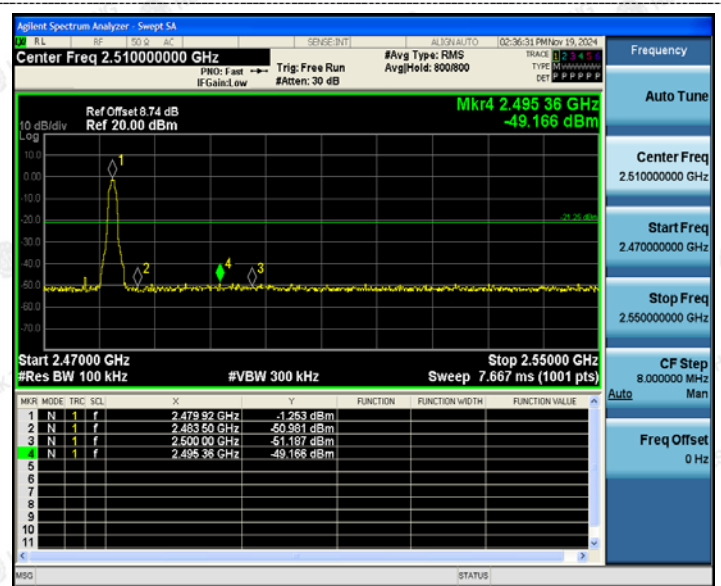 Agilent Spectrum Analyzer - Swept SA
RL RF 50 Ω AC SENSE:INT ALIGNAUTO 02:36:31 PM Nov 19, 2024
Center Freq 2.510000000 GHz
PNO: Fast
IFGain:Low
Trig: Free Run
#Atten: 30 dB
#Avg Type: RMS
Avg|Hold: 800/800
TRACE 1 2 3 4 5 6
TYPE M W W W W W
DET P P P P P P
Ref Offset 8.74 dB
10 dB/div Ref 20.00 dBm
Log
Mkr4 2.495 36 GHz
-49.166 dBm
10.0
0.00
-10.0
-20.0
-30.0
-40.0
-50.0
-60.0
-70.0
1
2
4
3
-21.25 dBm
Start 2.47000 GHz Stop 2.55000 GHz
#Res BW 100 kHz #VBW 300 kHz Sweep 7.667 ms (1001 pts)
MKR MODE TRC SCL X Y FUNCTION FUNCTION WIDTH FUNCTION VALUE
1 N 1 f 2.479 92 GHz -1.253 dBm
2 N 1 f 2.483 50 GHz -50.981 dBm
3 N 1 f 2.500 00 GHz -51.187 dBm
4 N 1 f 2.495 36 GHz -49.166 dBm
5
6
7
8
9
10
11
MSG STATUS
Frequency
Auto Tune
Center Freq
2.510000000 GHz
Start Freq
2.470000000 GHz
Stop Freq
2.550000000 GHz
CF Step
8.000000 MHz
Auto Man
Freq Offset
0 Hz